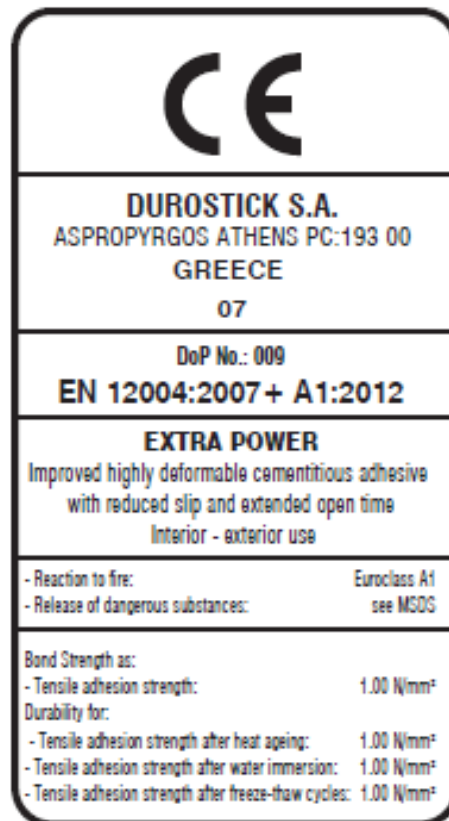 CE
DUROSTICK S.A.
ASPROPYRGOS ATHENS PC:193 00
GREECE
07
DoP No.: 009
EN 12004:2007+ A1:2012
EXTRA POWER
Improved highly deformable cementitious adhesive
with reduced slip and extended open time
Interior - exterior use
- Reaction to fire: Euroclass A1
- Release of dangerous substances: see MSDS
Bond Strength as:
- Tensile adhesion strength: 1.00 N/mm²
Durability for:
- Tensile adhesion strength after heat ageing: 1.00 N/mm²
- Tensile adhesion strength after water immersion: 1.00 N/mm²
- Tensile adhesion strength after freeze-thaw cycles: 1.00 N/mm²